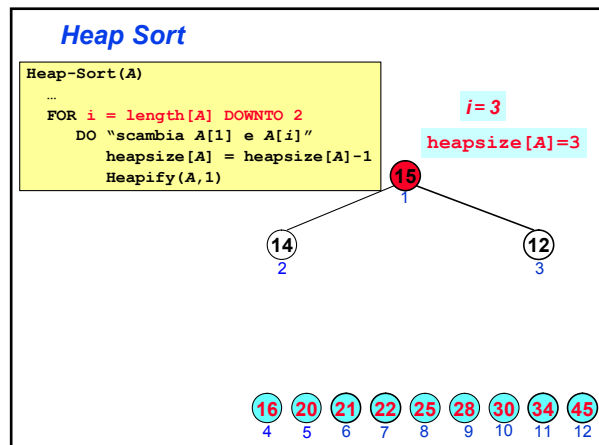 Heap Sort
Heap-Sort(A)
…
FOR i = length[A] DOWNTO 2
DO “scambia A[1] e A[i]”
heapsize[A] = heapsize[A]-1
Heapify(A,1)
i = 3
heapsize[A]=3
15
1
14 12
2 3
16 20 21 22 25 28 30 34 45
4 5 6 7 8 9 10 11 12